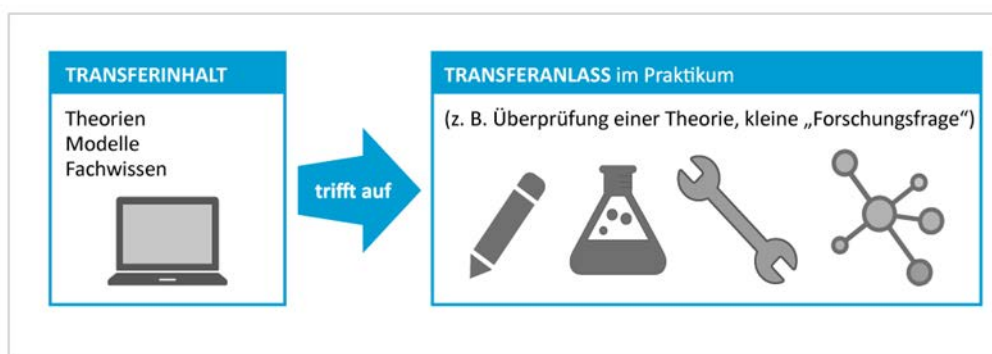 TRANSFERINHALT
Theorien
Modelle
Fachwissen
trifft auf
TRANSFERANLASS im Praktikum
(z. B. Überprüfung einer Theorie, kleine „Forschungsfrage“)